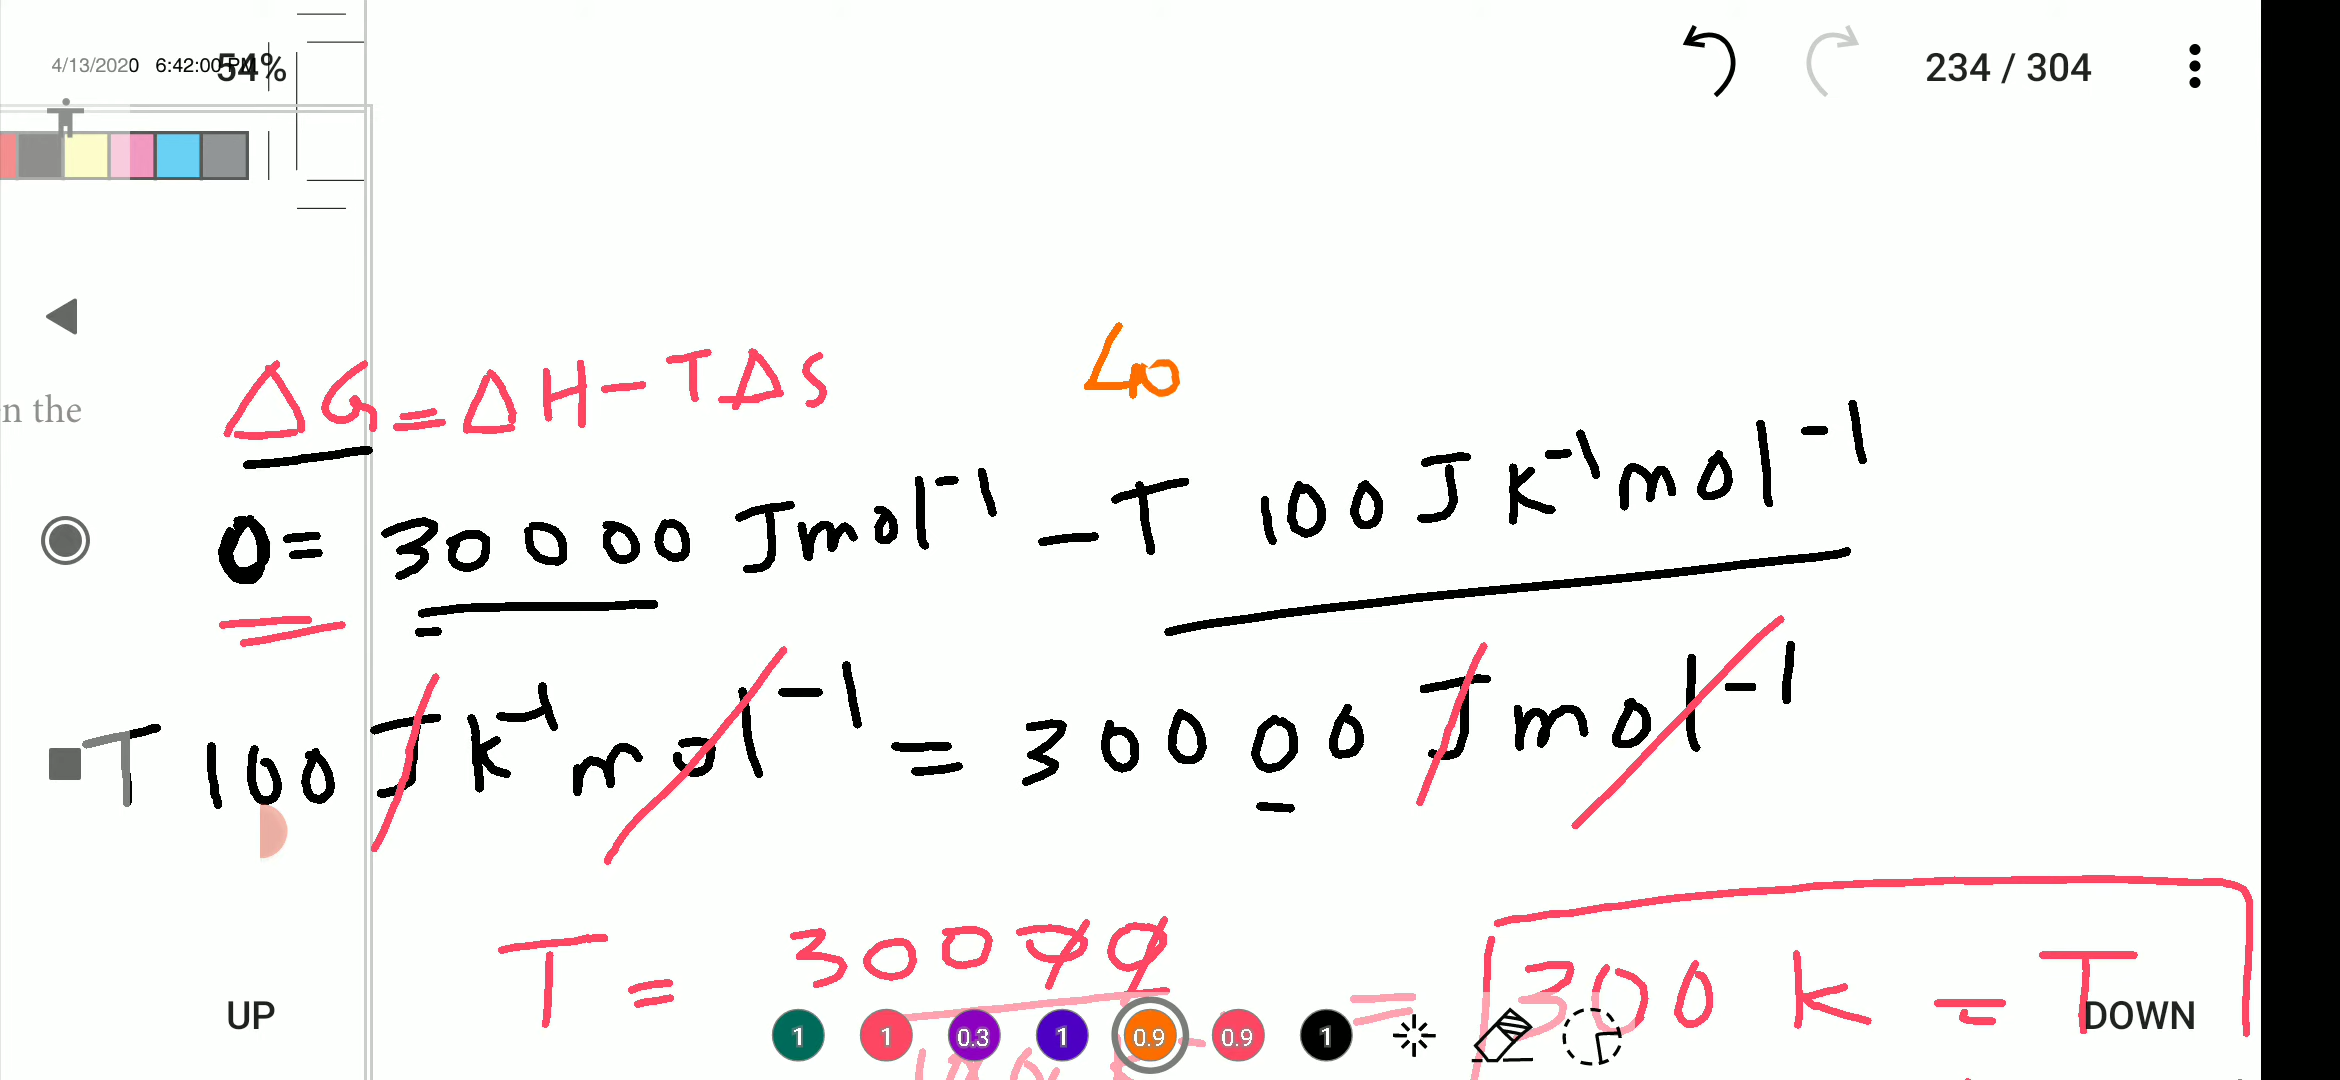 4/13/2020 6:42:00 PM
54%
234 / 304
n the
ΔG = ΔH - TΔS
∠10
0 = 30000 Jmol⁻¹ - T 100 J K⁻¹ mol⁻¹
T 100 J K⁻¹ mol⁻¹ = 30000 J mol⁻¹
T = 30000 = 300 K = T
UP
1 1 0.3 1 0.9 0.9 1
DOWN